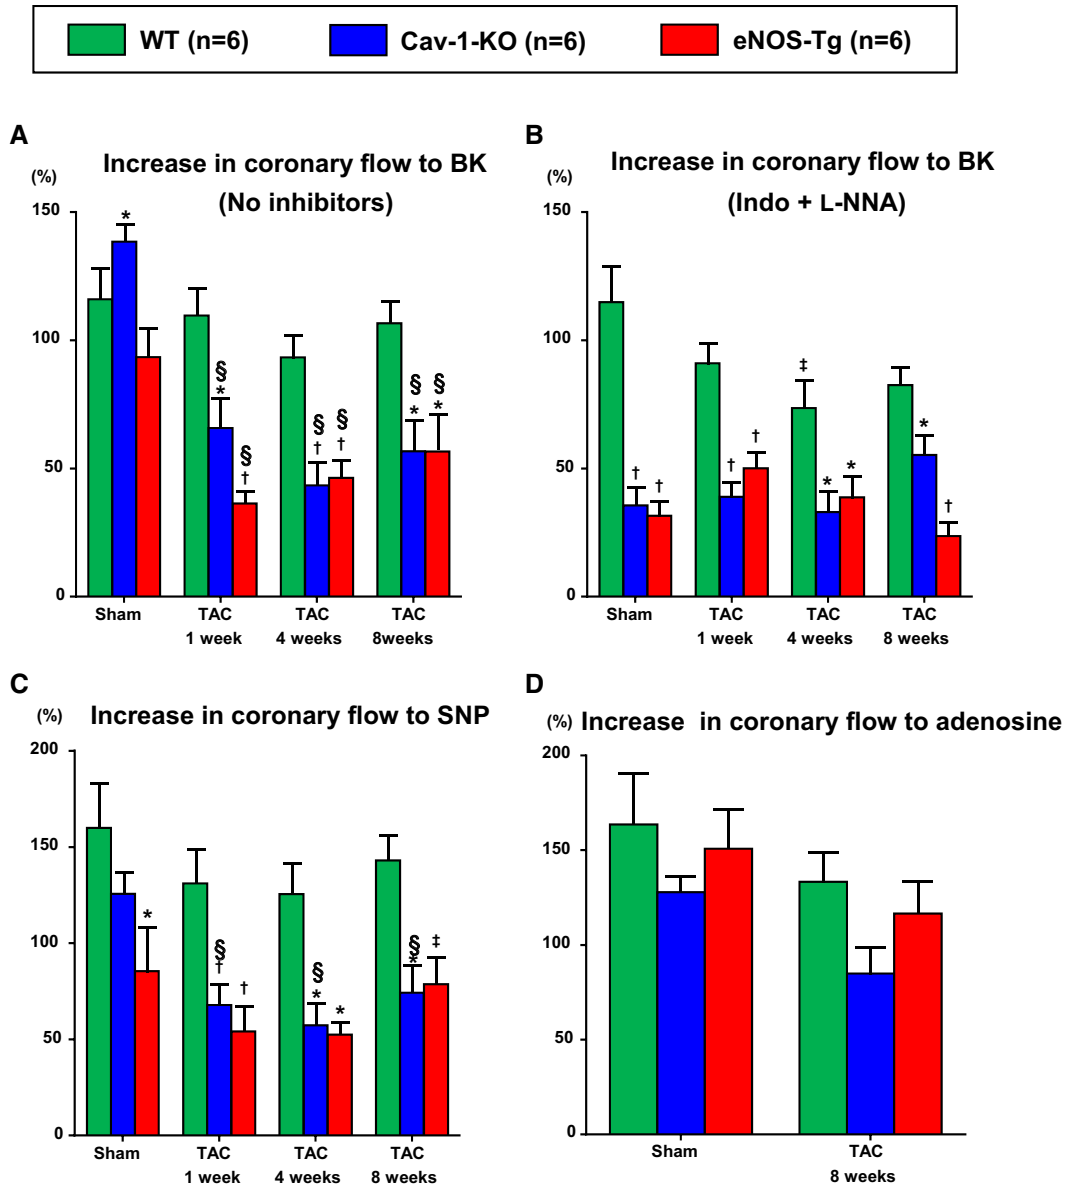 WT (n=6) Cav-1-KO (n=6) eNOS-Tg (n=6)
A
Increase in coronary flow to BK
(No inhibitors)
(%)
150
100
50
0
*
§
*
§
†
§
†
§
†
§
*
§
*
Sham TAC TAC TAC
1 week 4 weeks 8weeks
B
Increase in coronary flow to BK
(Indo + L-NNA)
(%)
150
100
50
0
†
†
†
†
‡
*
*
*
†
Sham TAC TAC TAC
1 week 4 weeks 8 weeks
C
Increase in coronary flow to SNP
(%)
200
150
100
50
0
*
§
†
†
§
*
*
§
*
‡
Sham TAC TAC TAC
1 week 4 weeks 8 weeks
D
(%) Increase in coronary flow to adenosine
200
150
100
50
0
Sham TAC
8 weeks